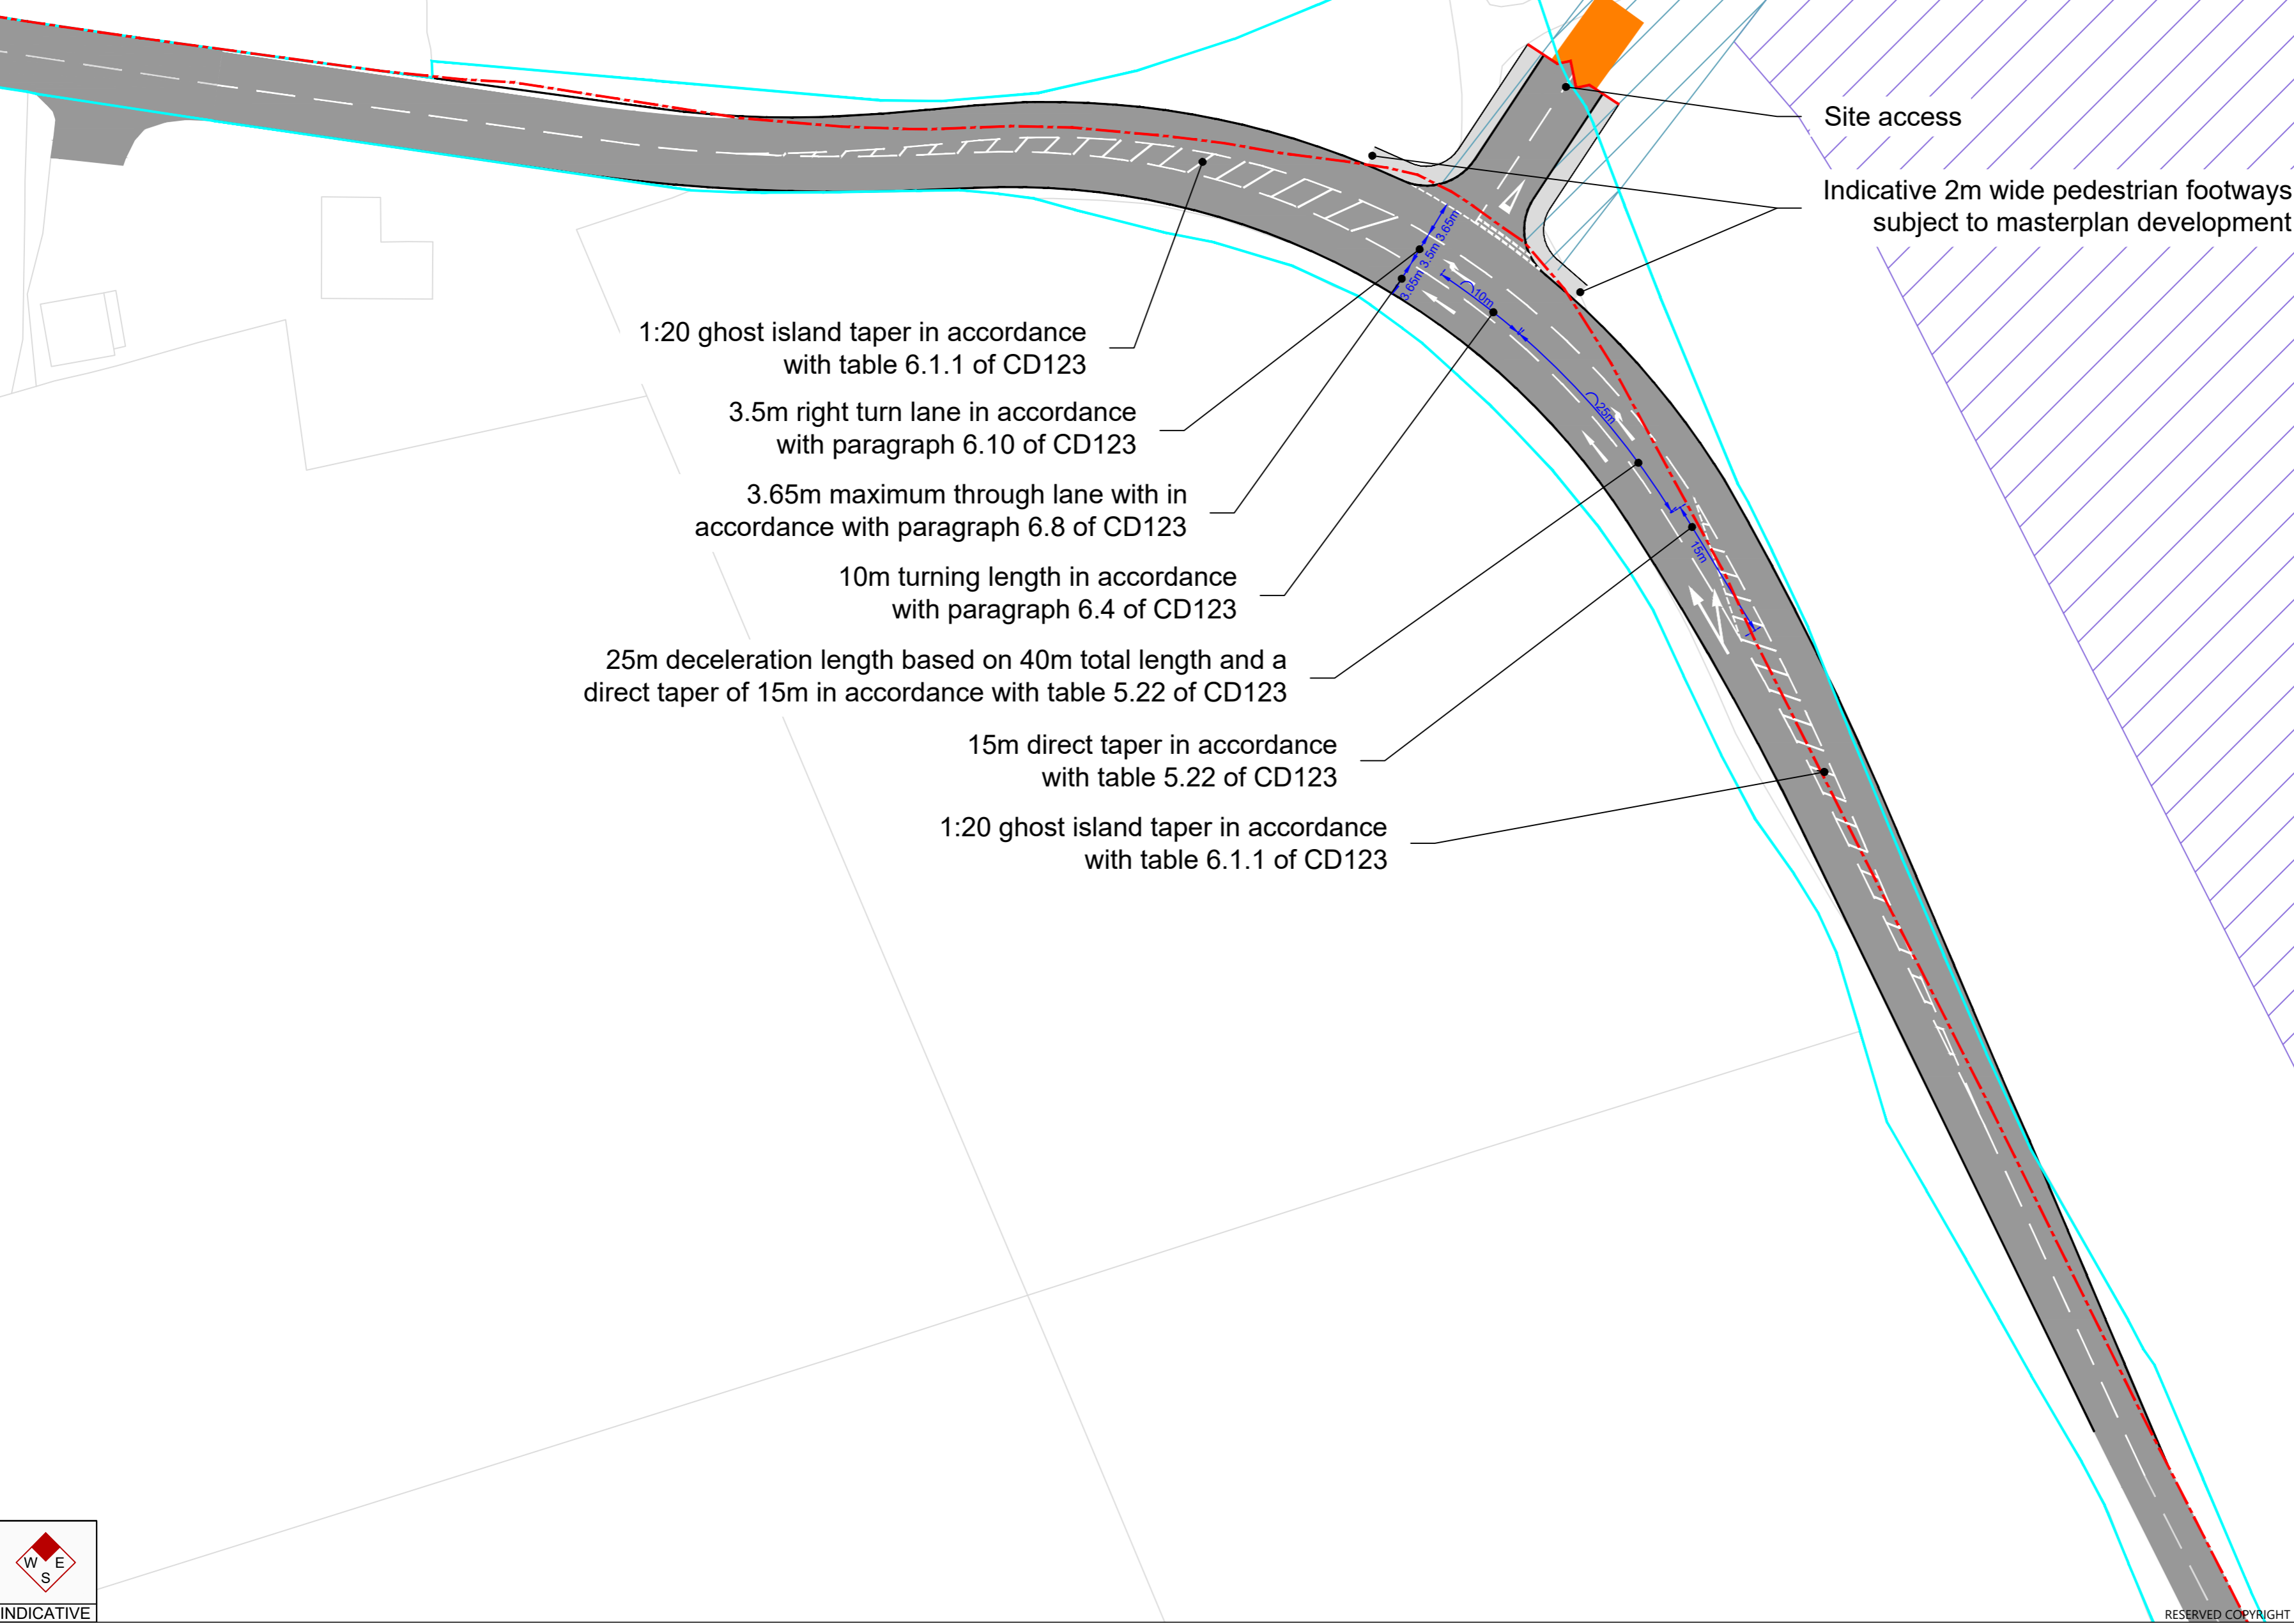 Site access
Indicative 2m wide pedestrian footways
subject to masterplan development
3.65m
3.5m
3.65m
10m
25m
15m
1:20 ghost island taper in accordance
with table 6.1.1 of CD123
3.5m right turn lane in accordance
with paragraph 6.10 of CD123
3.65m maximum through lane with in
accordance with paragraph 6.8 of CD123
10m turning length in accordance
with paragraph 6.4 of CD123
25m deceleration length based on 40m total length and a
direct taper of 15m in accordance with table 5.22 of CD123
15m direct taper in accordance
with table 5.22 of CD123
1:20 ghost island taper in accordance
with table 6.1.1 of CD123
W E
S
INDICATIVE
RESERVED COPYRIGHT